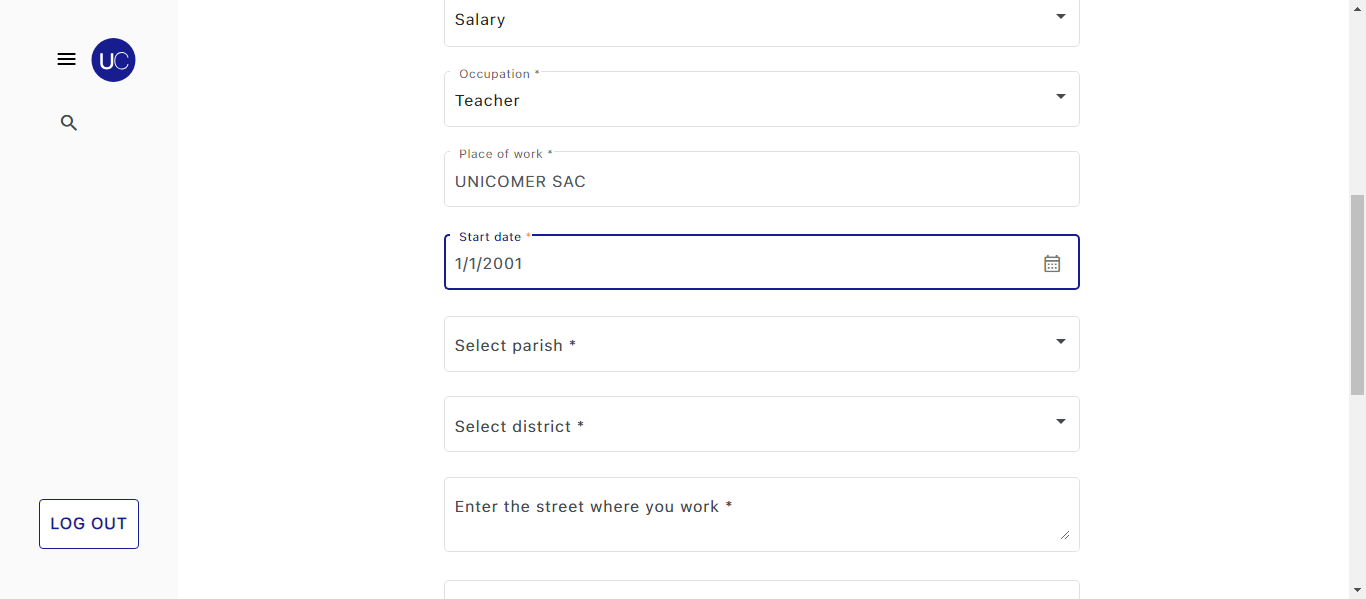 UC
Salary
Occupation *
Teacher
Place of work *
UNICOMER SAC
Start date *
1/1/2001
Select parish *
Select district *
Enter the street where you work *
LOG OUT